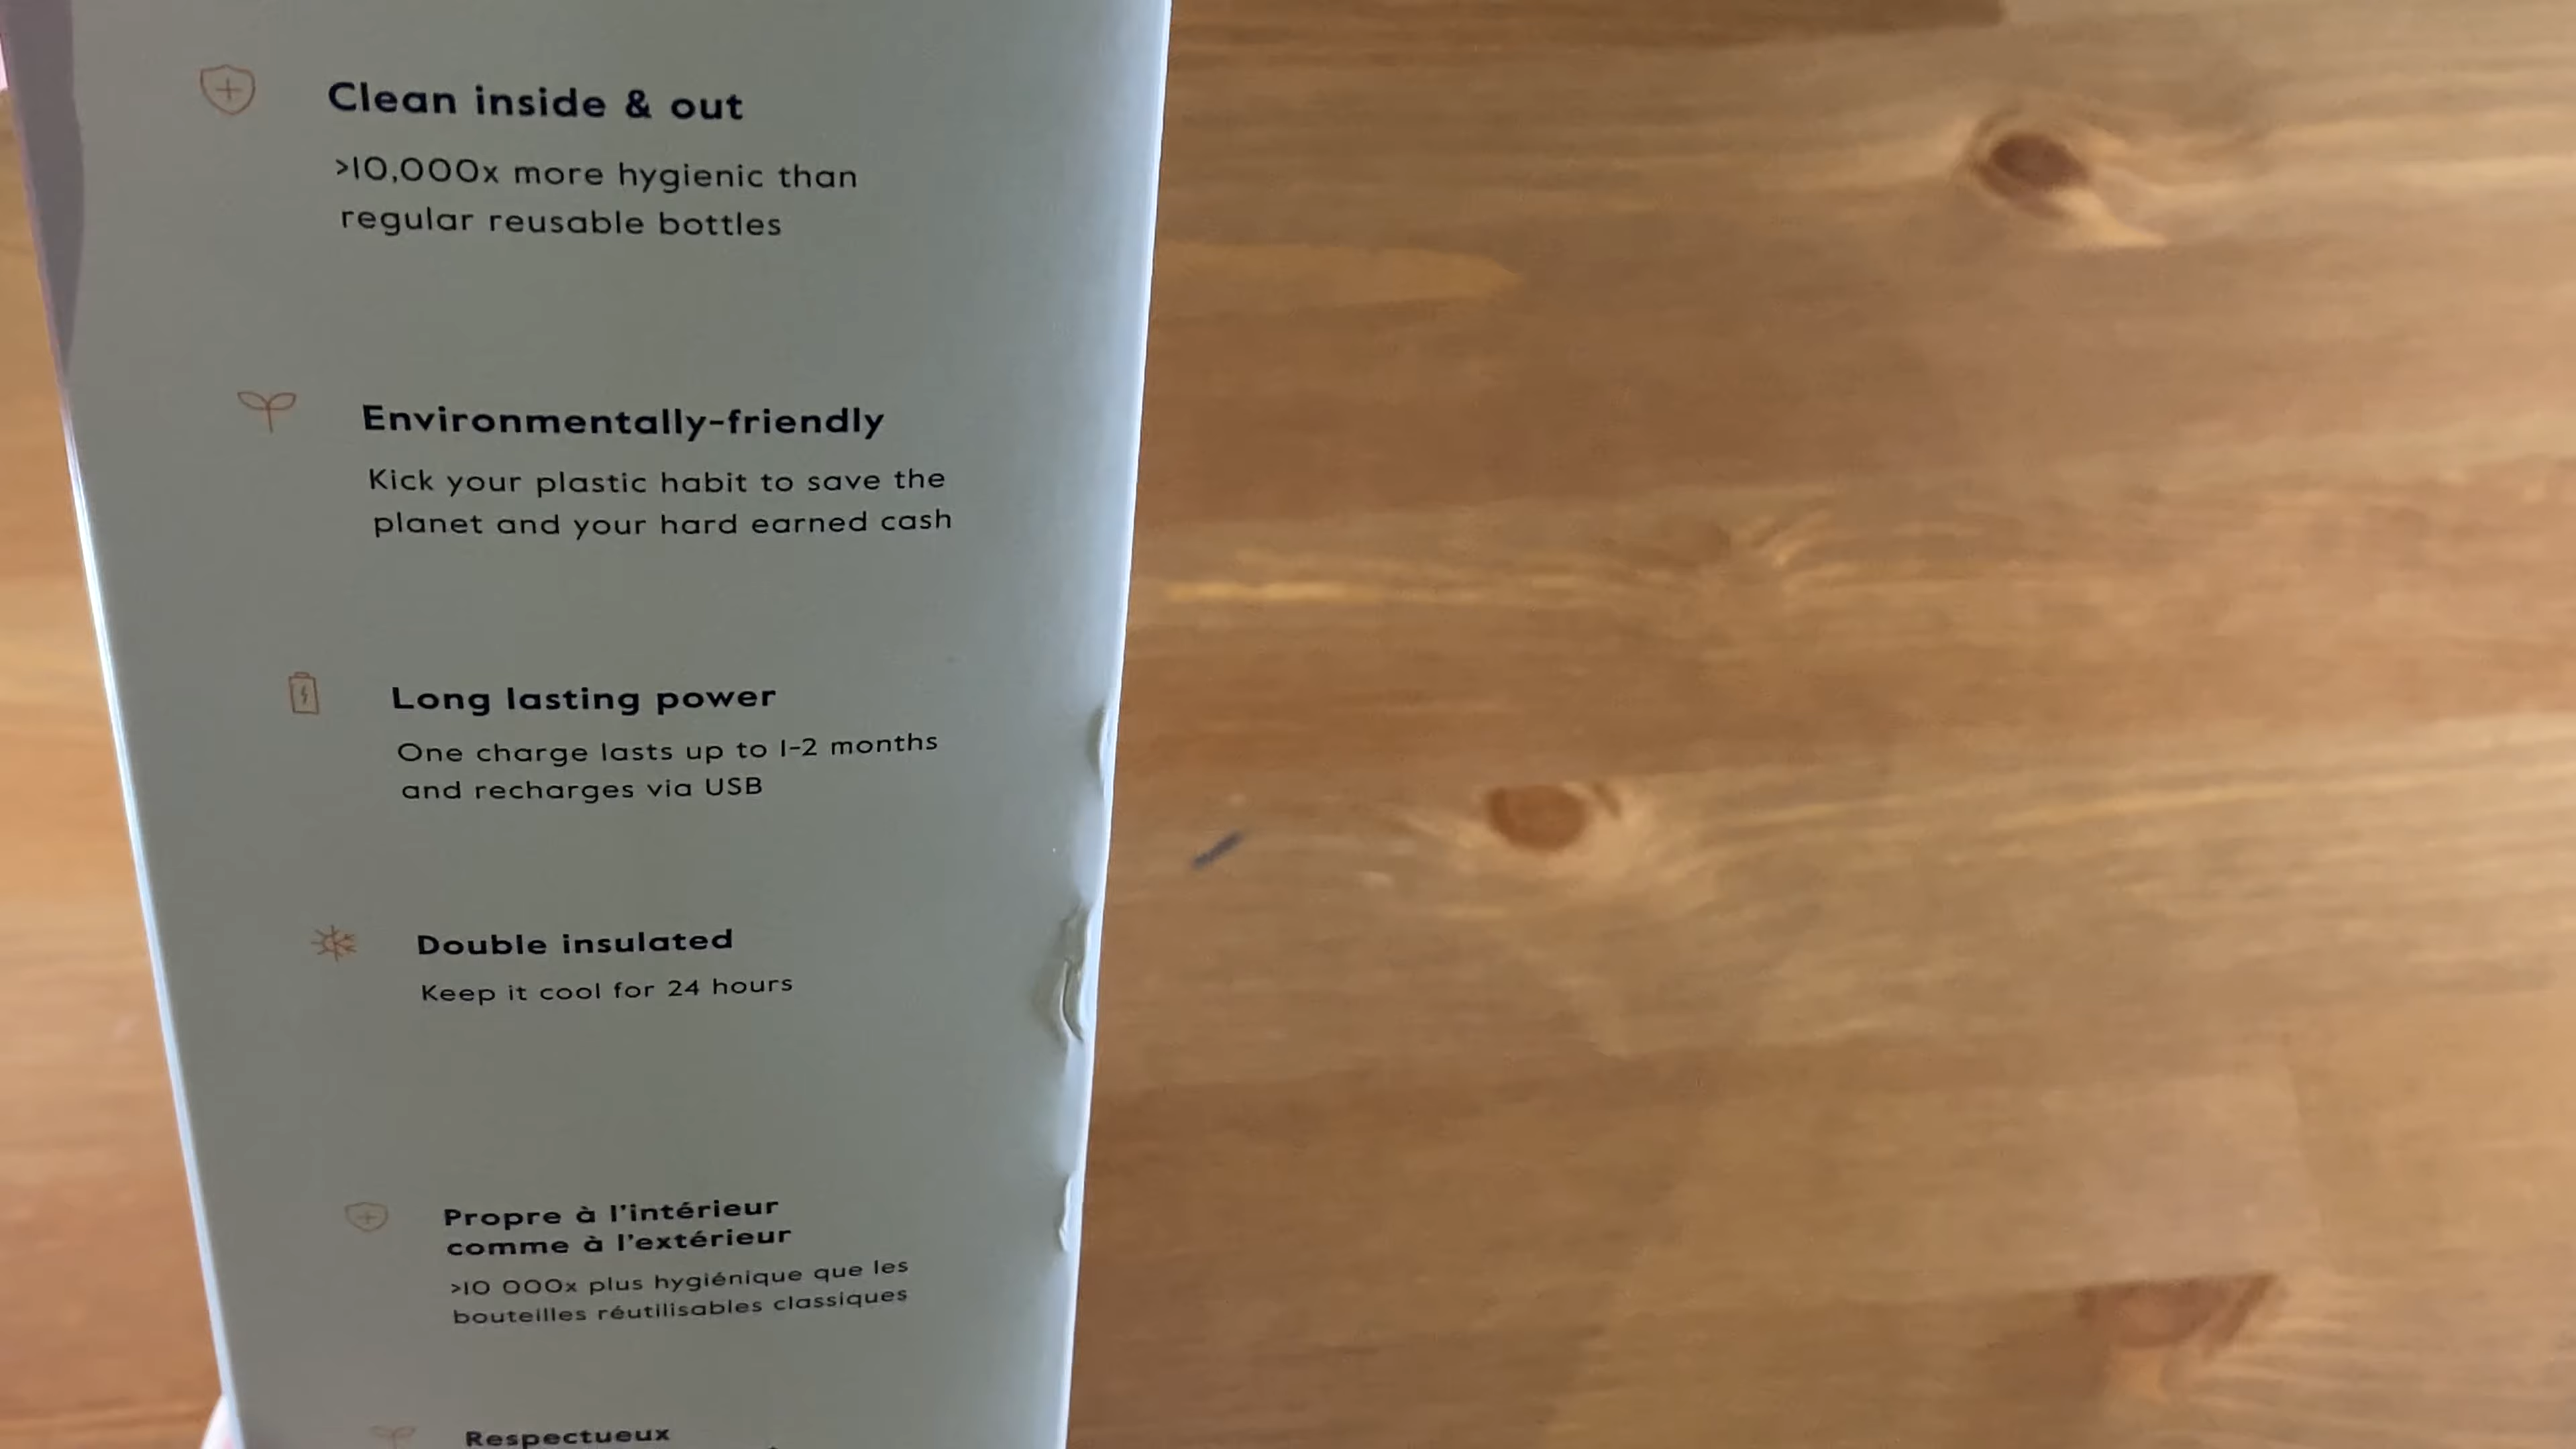 Clean inside & out
>10,000x more hygienic than
regular reusable bottles
Environmentally-friendly
Kick your plastic habit to save the
planet and your hard earned cash
Long lasting power
One charge lasts up to 1-2 months
and recharges via USB
Double insulated
Keep it cool for 24 hours
Propre à l'intérieur
comme à l'extérieur
>10 000x plus hygiénique que les
bouteilles réutilisables classiques
Respectueux